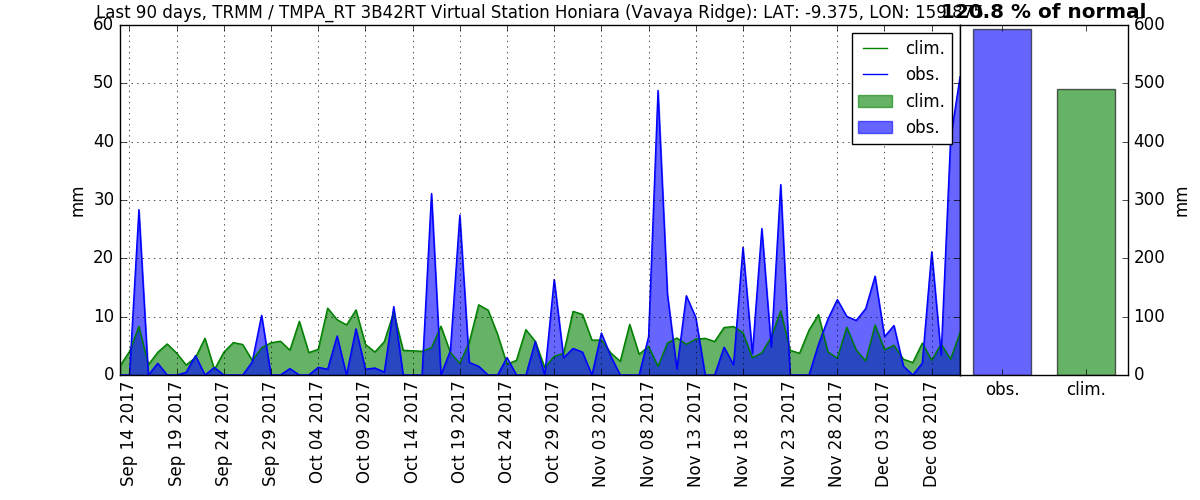 Last 90 days, TRMM / TMPA_RT 3B42RT Virtual Station Honiara (Vavaya Ridge): LAT: -9.375, LON:
120.8 % of normal
60
50
40
30
20
10
0
mm
clim.
obs.
clim.
obs.
600
500
400
300
200
100
0
mm
obs.
clim.
Sep 14 2017
Sep 19 2017
Sep 24 2017
Sep 29 2017
Oct 04 2017
Oct 09 2017
Oct 14 2017
Oct 19 2017
Oct 24 2017
Oct 29 2017
Nov 03 2017
Nov 08 2017
Nov 13 2017
Nov 18 2017
Nov 23 2017
Nov 28 2017
Dec 03 2017
Dec 08 2017